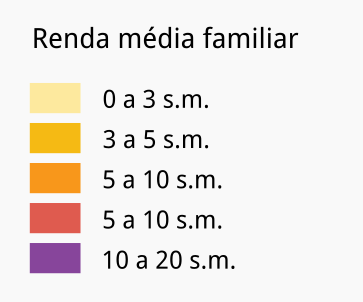 Renda média familiar
0 a 3 s.m.
3 a 5 s.m.
5 a 10 s.m.
5 a 10 s.m.
10 a 20 s.m.